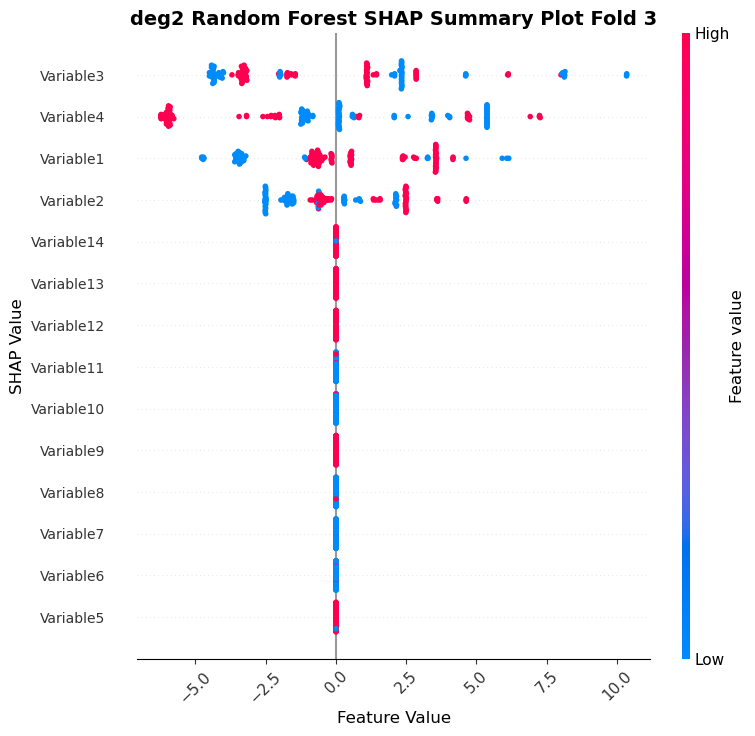 deg2 Random Forest SHAP Summary Plot Fold 3
High
Variable3
Variable4
Variable1
Variable2
Variable14
Variable13
Variable12
Variable11
Variable10
Variable9
Variable8
Variable7
Variable6
Variable5
SHAP Value
Feature value
Low
−5.0
−2.5
0.0
2.5
5.0
7.5
10.0
Feature Value